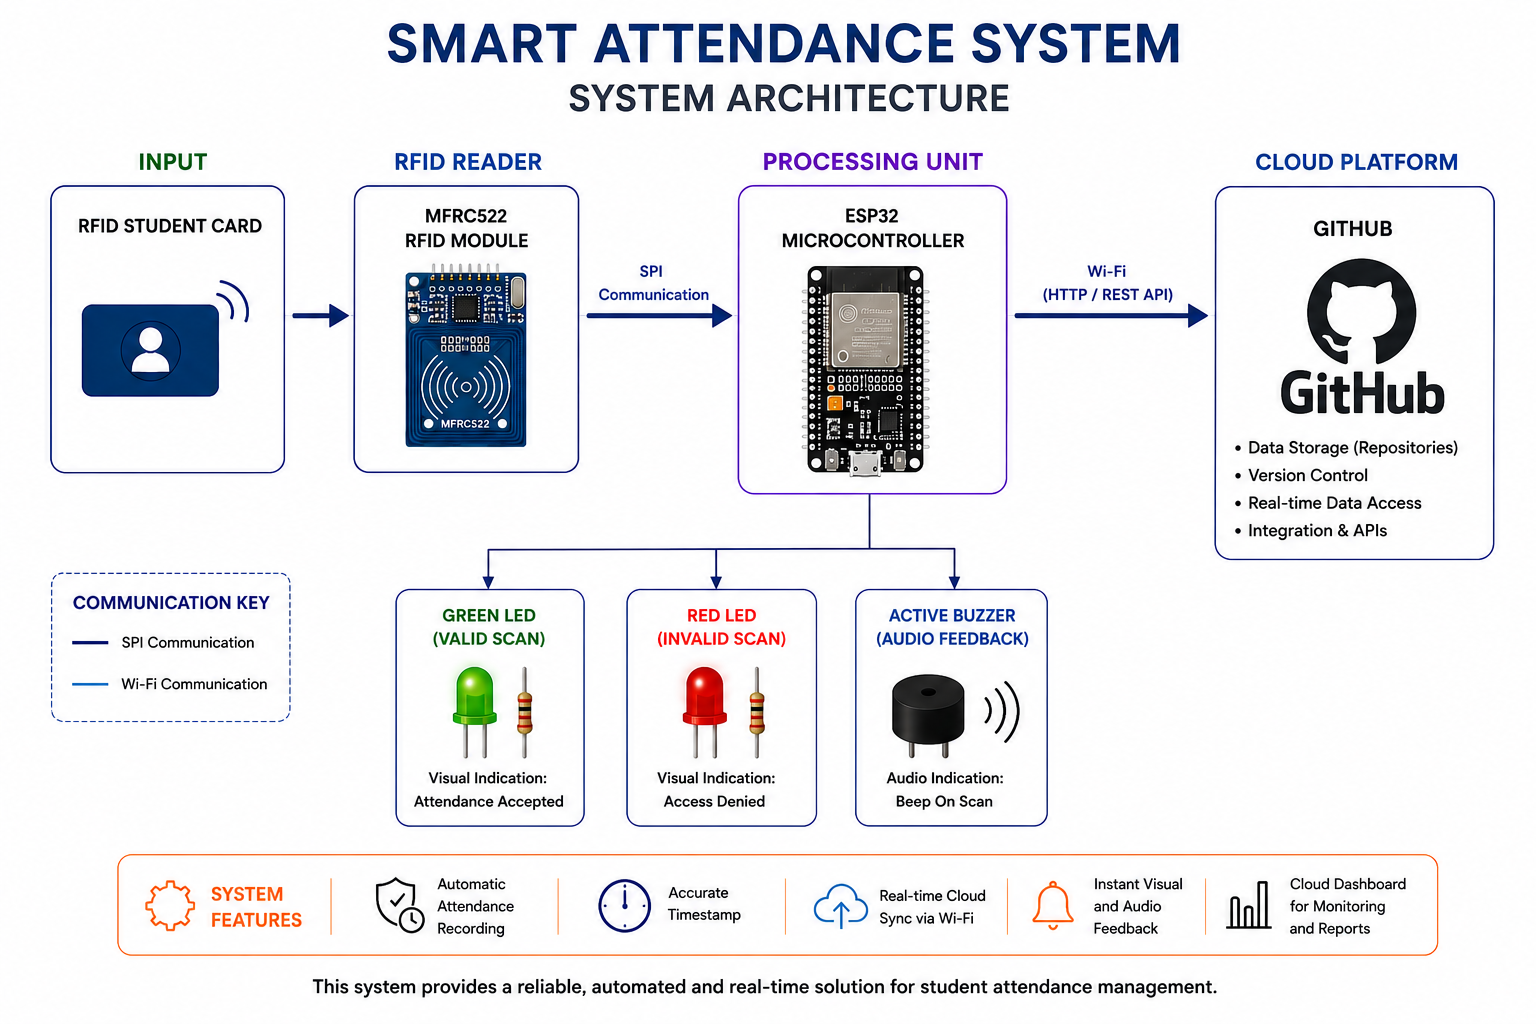 SMART ATTENDANCE SYSTEM
SYSTEM ARCHITECTURE
INPUT
RFID STUDENT CARD
RFID READER
MFRC522
RFID MODULE
MFRC522
SPI
Communication
PROCESSING UNIT
ESP32
MICROCONTROLLER
Wi-Fi
(HTTP / REST API)
CLOUD PLATFORM
GITHUB
GitHub
• Data Storage (Repositories)
• Version Control
• Real-time Data Access
• Integration & APIs
COMMUNICATION KEY
SPI Communication
Wi-Fi Communication
GREEN LED
(VALID SCAN)
Visual Indication:
Attendance Accepted
RED LED
(INVALID SCAN)
Visual Indication:
Access Denied
ACTIVE BUZZER
(AUDIO FEEDBACK)
Audio Indication:
Beep On Scan
SYSTEM
FEATURES
Automatic
Attendance
Recording
Accurate
Timestamp
Real-time Cloud
Sync via Wi-Fi
Instant Visual
and Audio
Feedback
Cloud Dashboard
for Monitoring
and Reports
This system provides a reliable, automated and real-time solution for student attendance management.